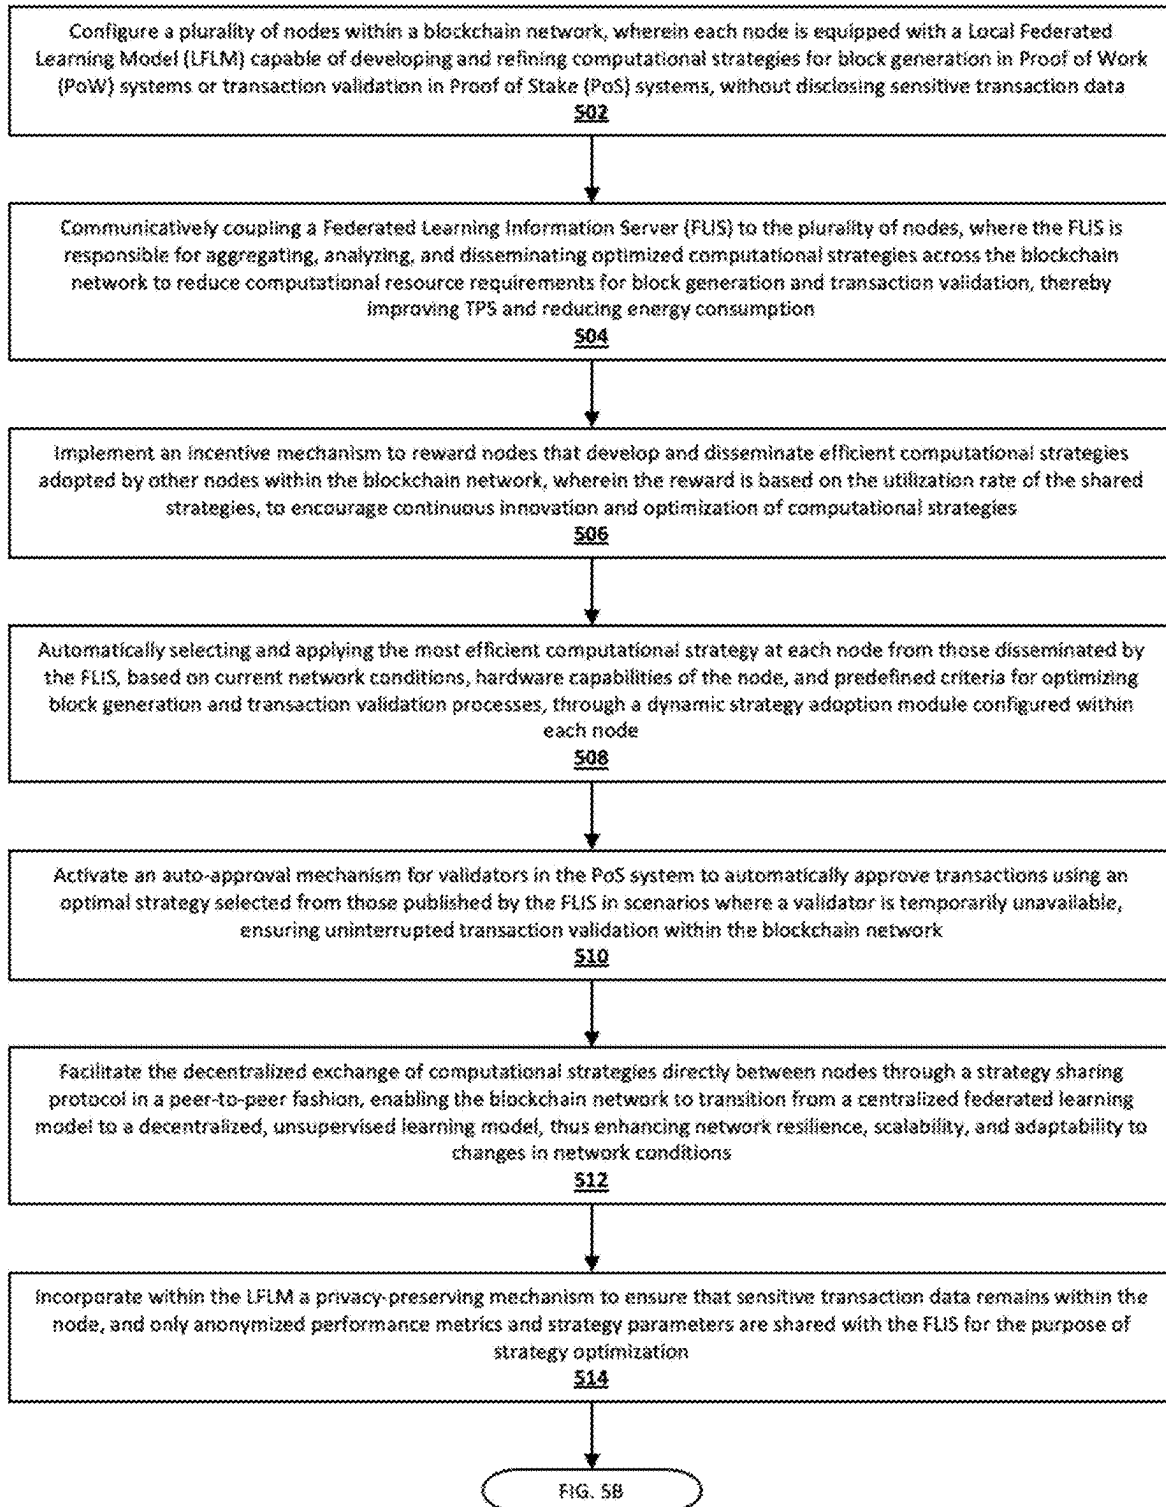 Configure a plurality of nodes within a blockchain network, wherein each node is equipped with a Local Federated
Learning Model (LFLM) capable of developing and refining computational strategies for block generation in Proof of Work
(PoW) systems or transaction validation in Proof of Stake (PoS) systems, without disclosing sensitive transaction data
502
Communicatively coupling a Federated Learning Information Server (FLIS) to the plurality of nodes, where the FLIS is
responsible for aggregating, analyzing, and disseminating optimized computational strategies across the blockchain
network to reduce computational resource requirements for block generation and transaction validation, thereby
improving TPS and reducing energy consumption
504
Implement an incentive mechanism to reward nodes that develop and disseminate efficient computational strategies
adopted by other nodes within the blockchain network, wherein the reward is based on the utilization rate of the shared
strategies, to encourage continuous innovation and optimization of computational strategies
506
Automatically selecting and applying the most efficient computational strategy at each node from those disseminated by
the FLIS, based on current network conditions, hardware capabilities of the node, and predefined criteria for optimizing
block generation and transaction validation processes, through a dynamic strategy adoption module configured within
each node
508
Activate an auto-approval mechanism for validators in the PoS system to automatically approve transactions using an
optimal strategy selected from those published by the FLIS in scenarios where a validator is temporarily unavailable,
ensuring uninterrupted transaction validation within the blockchain network
510
Facilitate the decentralized exchange of computational strategies directly between nodes through a strategy sharing
protocol in a peer-to-peer fashion, enabling the blockchain network to transition from a centralized federated learning
model to a decentralized, unsupervised learning model, thus enhancing network resilience, scalability, and adaptability to
changes in network conditions
512
Incorporate within the LFLM a privacy-preserving mechanism to ensure that sensitive transaction data remains within the
node, and only anonymized performance metrics and strategy parameters are shared with the FLIS for the purpose of
strategy optimization
514
FIG. 5B